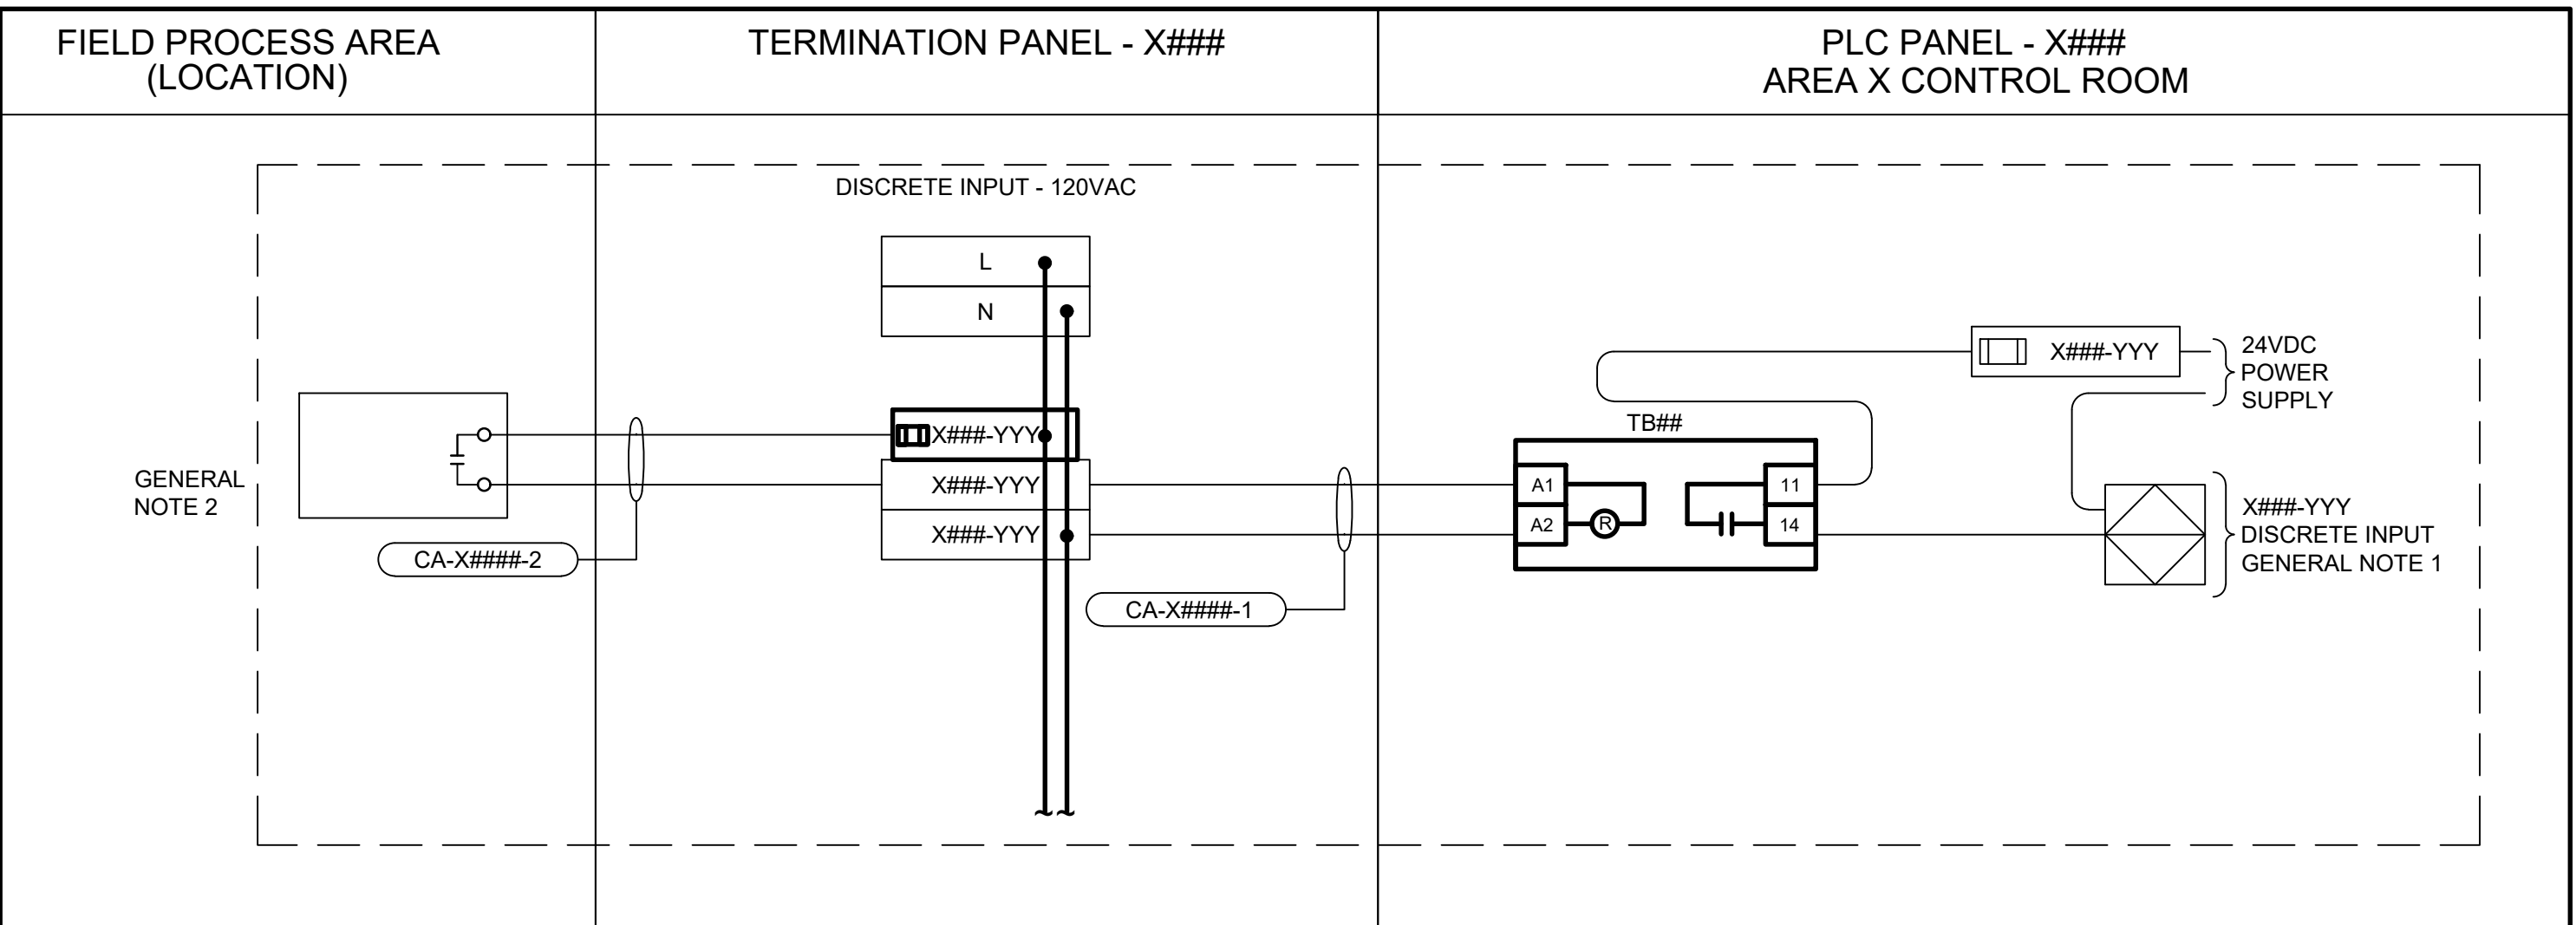 FIELD PROCESS AREA
(LOCATION)
TERMINATION PANEL - X###
PLC PANEL - X###
AREA X CONTROL ROOM
DISCRETE INPUT - 120VAC
L
N
X###-YYY
24VDC
POWER
SUPPLY
TB##
X###-YYY
GENERAL
NOTE 2
X###-YYY
A1
11
X###-YYY
A2
R
14
X###-YYY
DISCRETE INPUT
GENERAL NOTE 1
CA-X####-2
CA-X####-1
~~